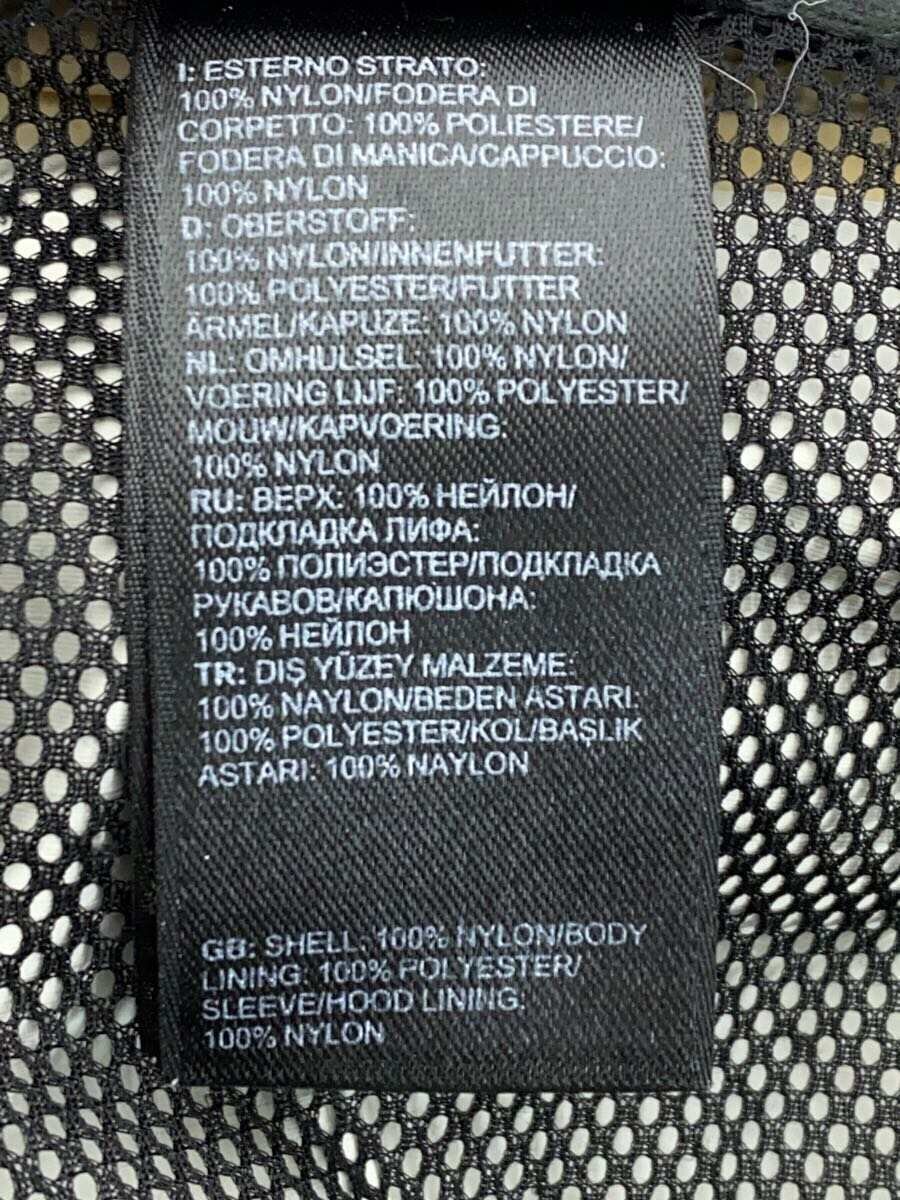 I: ESTERNO STRATO:
100% NYLON/FODERA DI
CORPETTO: 100% POLIESTERE/
FODERA DI MANICA/CAPPUCCIO:
100% NYLON
D: OBERSTOFF:
100% NYLON/INNENFUTTER:
100% POLYESTER/FUTTER
ÄRMEL/KAPUZE: 100% NYLON
NL: OMHULSEL: 100% NYLON/
VOERING LIJF: 100% POLYESTER/
MOUW/KAPVOERING:
100% NYLON
RU: ВЕРХ: 100% НЕЙЛОН/
ПОДКЛАДКА ЛИФА:
100% ПОЛИЭСТЕР/ПОДКЛАДКА
РУКАВОВ/КАПЮШОНА:
100% НЕЙЛОН
TR: DIŞ YÜZEY MALZEME:
100% NAYLON/BEDEN ASTARI:
100% POLYESTER/KOL/BAŞLIK
ASTARI: 100% NAYLON
GB: SHELL: 100% NYLON/BODY
LINING: 100% POLYESTER/
SLEEVE/HOOD LINING:
100% NYLON